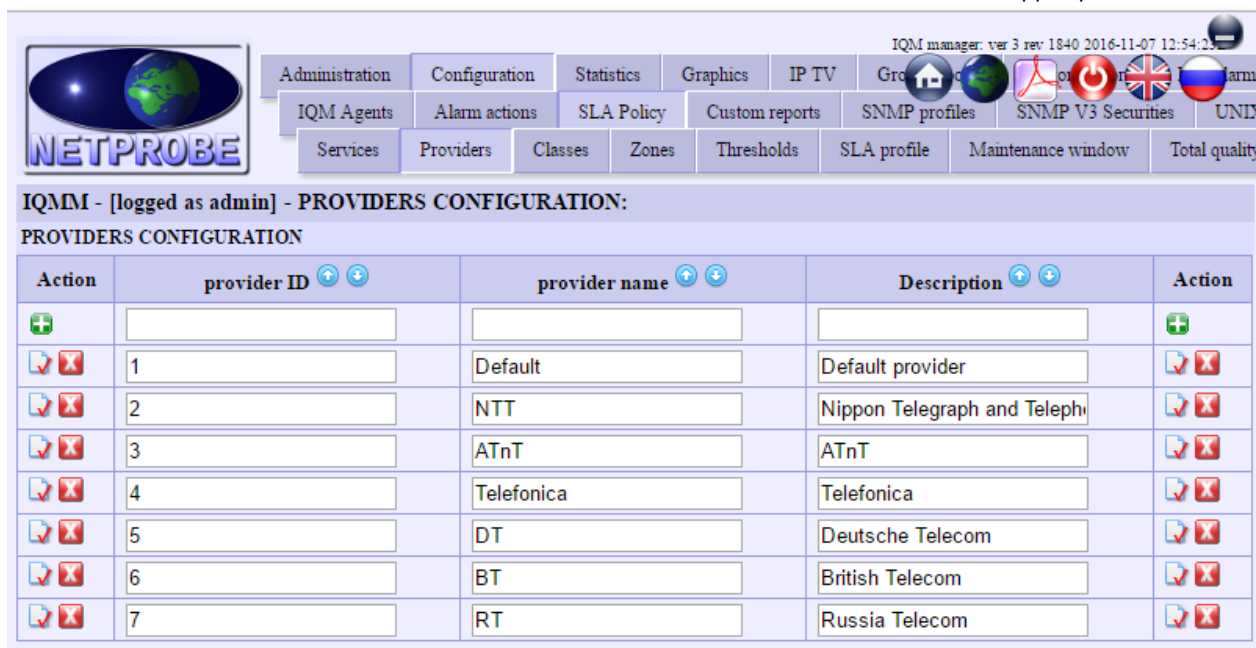 IQM manager: ver 3 rev 1840 2016-11-07 12:54:23
Administration Configuration Statistics Graphics IP TV
IQM Agents Alarm actions SLA Policy Custom reports SNMP profiles SNMP V3 Securities
NETPROBE
Services Providers Classes Zones Thresholds SLA profile Maintenance window Total quality
IQMM - [logged as admin] - PROVIDERS CONFIGURATION:
PROVIDERS CONFIGURATION
Action provider ID provider name Description Action
1 Default Default provider
2 NTT Nippon Telegraph and Teleph
3 ATnT ATnT
4 Telefonica Telefonica
5 DT Deutsche Telecom
6 BT British Telecom
7 RT Russia Telecom